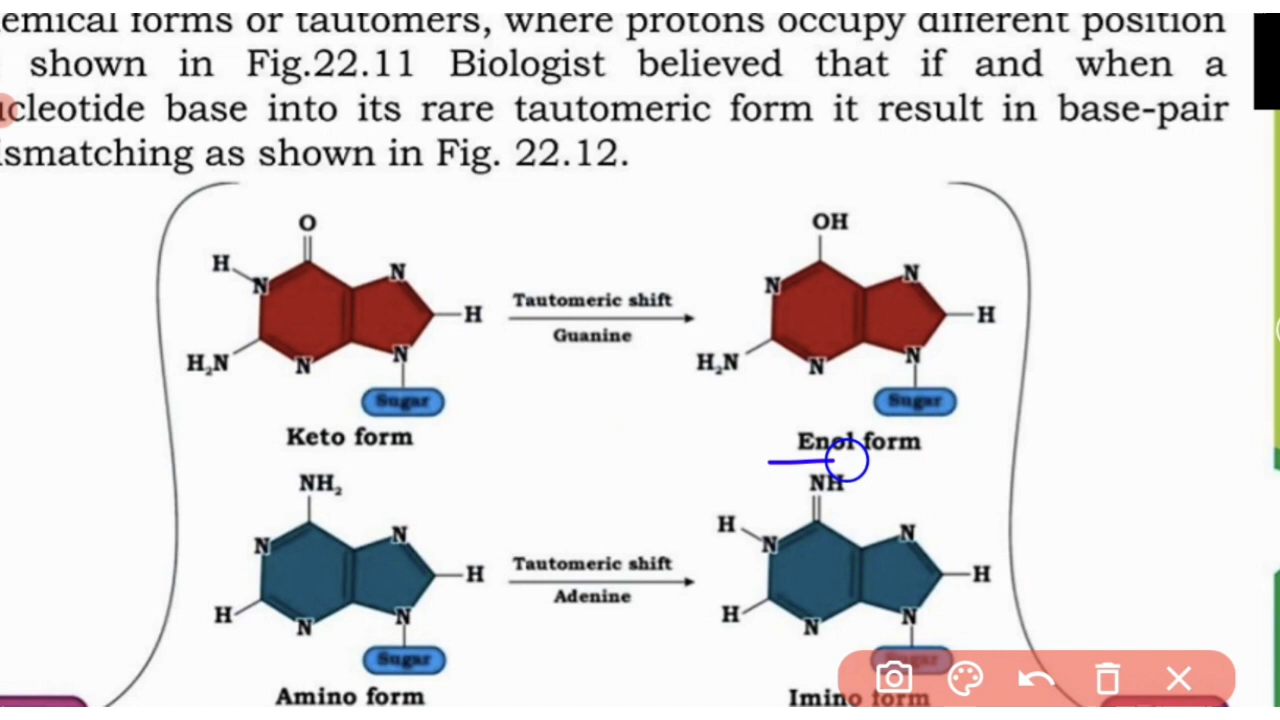 emical forms or tautomers, where protons occupy different position
shown in Fig.22.11 Biologist believed that if and when a
ucleotide base into its rare tautomeric form it result in base-pair
ismatching as shown in Fig. 22.12.
O
H
N
N
H
H₂N
N
N
Sugar
Keto form
Tautomeric shift
Guanine
OH
N
N
H
H₂N
N
N
Sugar
Enol form
NH₂
N
N
H
H
N
N
Sugar
Amino form
Tautomeric shift
Adenine
NH
H
N
N
H
H
N
N
Sugar
Imino form